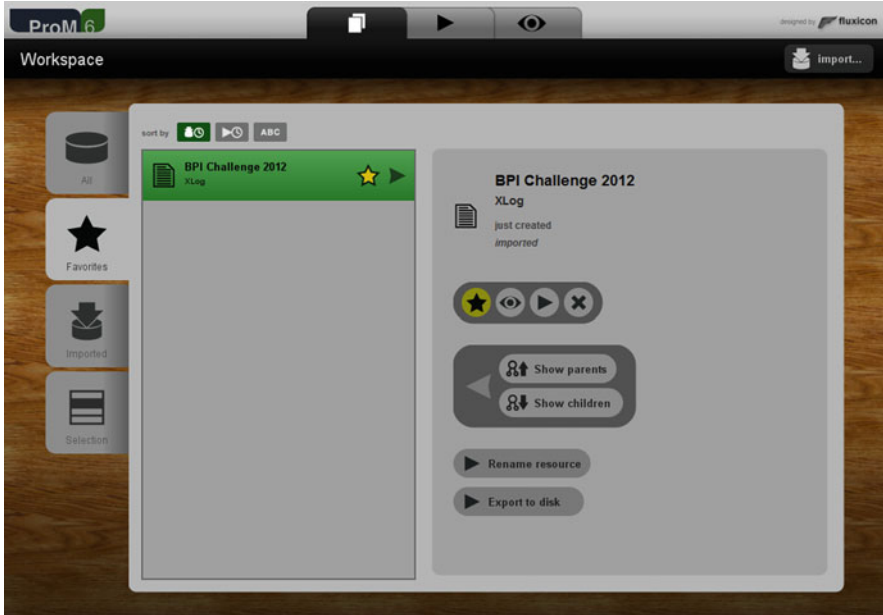 ProM 6
designed by fluxicon
Workspace
import...
All
Favorites
Imported
Selection
sort by ABC
BPI Challenge 2012
XLog
BPI Challenge 2012
XLog
just created
imported
Show parents
Show children
Rename resource
Export to disk